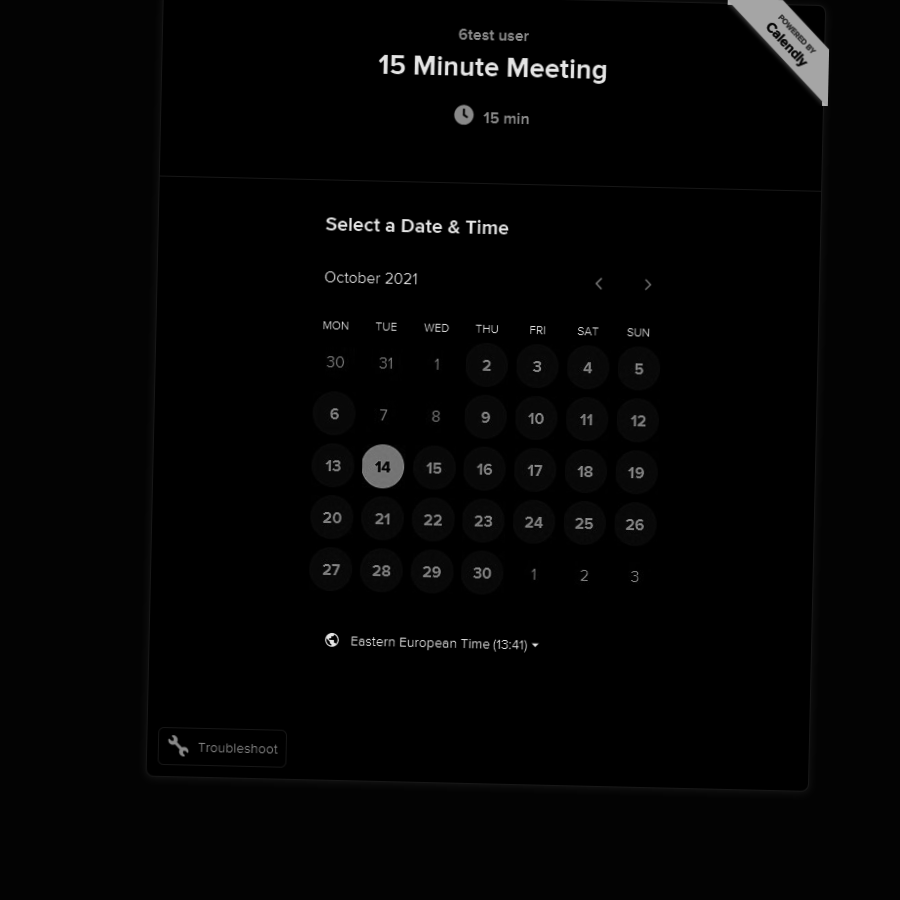 6test user
POWERED BY
Calendly
15 Minute Meeting
15 min
Select a Date & Time
October 2021
MON TUE WED THU FRI SAT SUN
30 31 1 2 3 4 5
6 7 8 9 10 11 12
13 14 15 16 17 18 19
20 21 22 23 24 25 26
27 28 29 30 1 2 3
Eastern European Time (13:41)
Troubleshoot